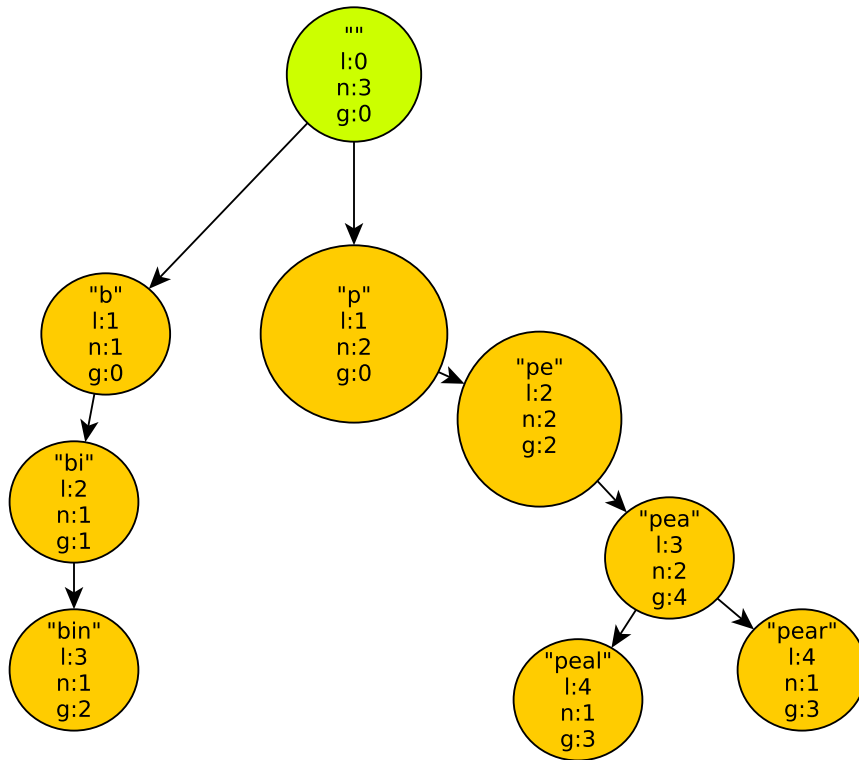 ""
l:0
n:3
g:0
"b"
l:1
n:1
g:0
"p"
l:1
n:2
g:0
"pe"
l:2
n:2
g:2
"bi"
l:2
n:1
g:1
"pea"
l:3
n:2
g:4
"bin"
l:3
n:1
g:2
"peal"
l:4
n:1
g:3
"pear"
l:4
n:1
g:3